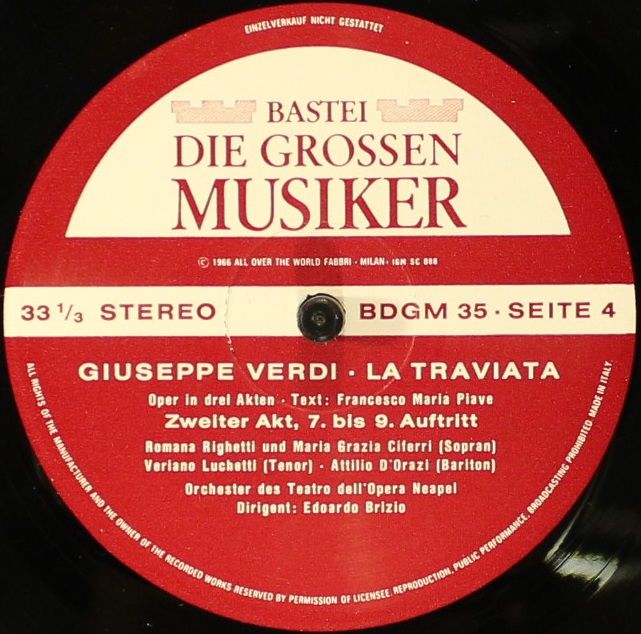 EINZELVERKAUF NICHT GESTATTET
BASTEI
DIE GROSSEN
MUSIKER
© 1966 ALL OVER THE WORLD FABBRI · MILAN · IGM SC 088
33 1/3 STEREO
BDGM 35 · SEITE 4
GIUSEPPE VERDI · LA TRAVIATA
Oper in drei Akten · Text: Francesco Maria Piave
Zweiter Akt, 7. bis 9. Auftritt
Romana Righetti und Maria Grazia Ciferri (Sopran)
Veriano Luchetti (Tenor) · Attilio D'Orazi (Bariton)
Orchester des Teatro dell'Opera Neapel
Dirigent: Edoardo Brizio
ALL RIGHTS OF THE MANUFACTURER AND THE OWNER OF THE RECORDED WORKS RESERVED BY PERMISSION OF LICENSEE. REPRODUCTION, PUBLIC PERFORMANCE, BROADCASTING PROHIBITED MADE IN ITALY.